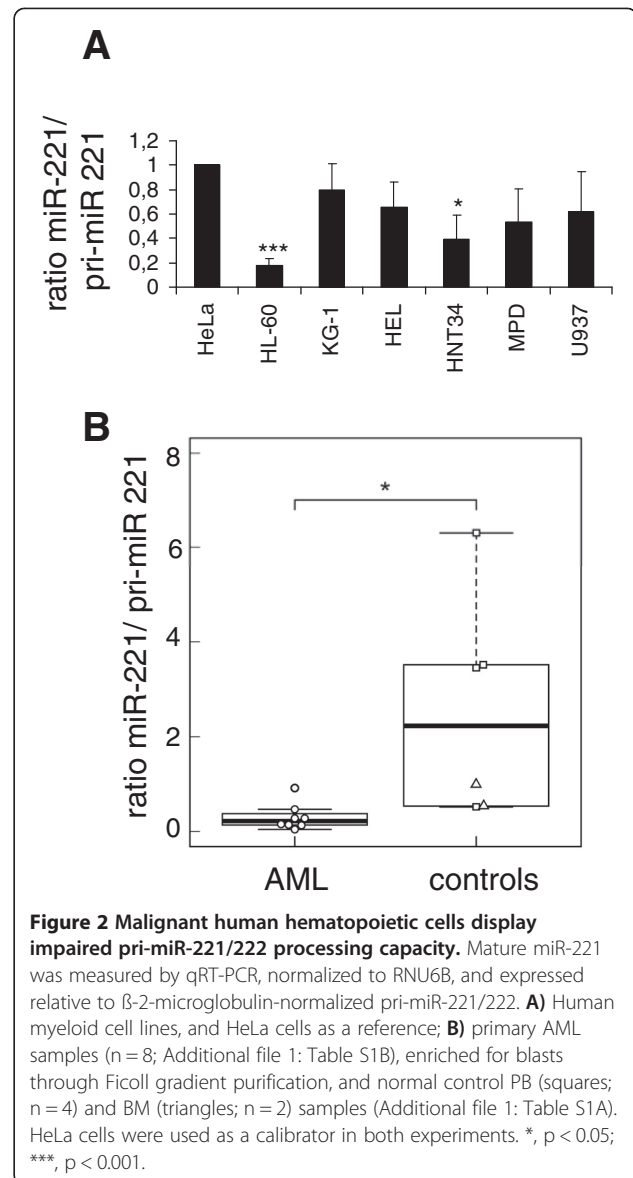 A
ratio miR-221/
pri-miR 221
1,2
1
0,8
0,6
0,4
0,2
0
***
*
HeLa
HL-60
KG-1
HEL
HNT34
MPD
U937
B
ratio miR-221/ pri-miR 221
8
6
4
2
0
*
AML
controls
Figure 2 Malignant human hematopoietic cells display
impaired pri-miR-221/222 processing capacity. Mature miR-221
was measured by qRT-PCR, normalized to RNU6B, and expressed
relative to ß-2-microglobulin-normalized pri-miR-221/222. A) Human
myeloid cell lines, and HeLa cells as a reference; B) primary AML
samples (n = 8; Additional file 1: Table S1B), enriched for blasts
through Ficoll gradient purification, and normal control PB (squares;
n = 4) and BM (triangles; n = 2) samples (Additional file 1: Table S1A).
HeLa cells were used as a calibrator in both experiments. *, p < 0.05;
***, p < 0.001.